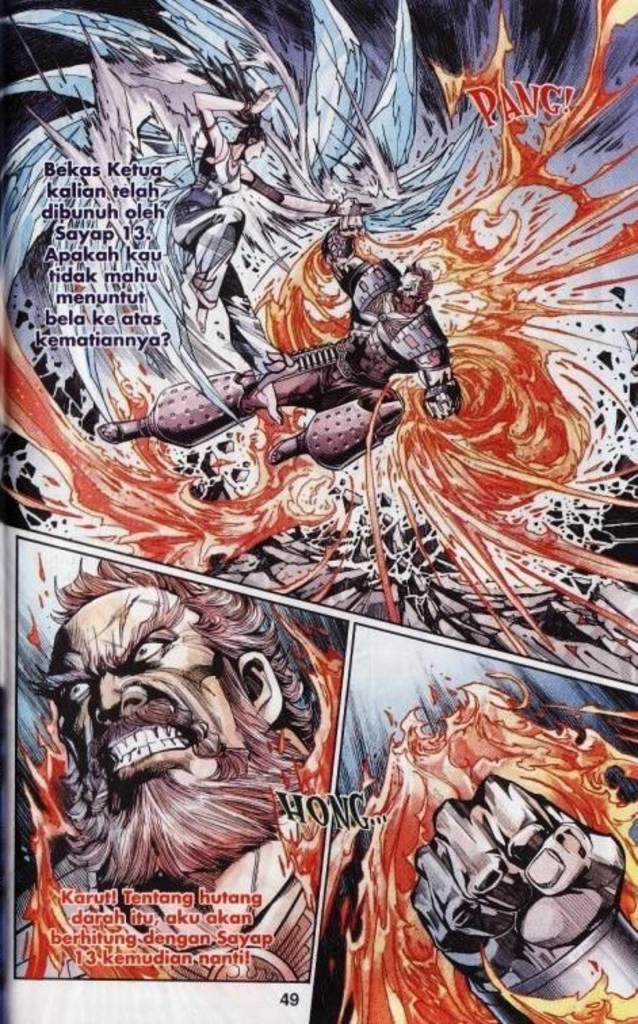 PANG!
Bekas Ketua
kalian telah
dibunuh oleh
Sayap 13.
Apakah kau
tidak mahu
menuntut
bela ke atas
kematiannya?
HONG...
Karut! Tentang hutang
darah itu, aku akan
berhitung dengan Sayap
13 kemudian nanti!
49